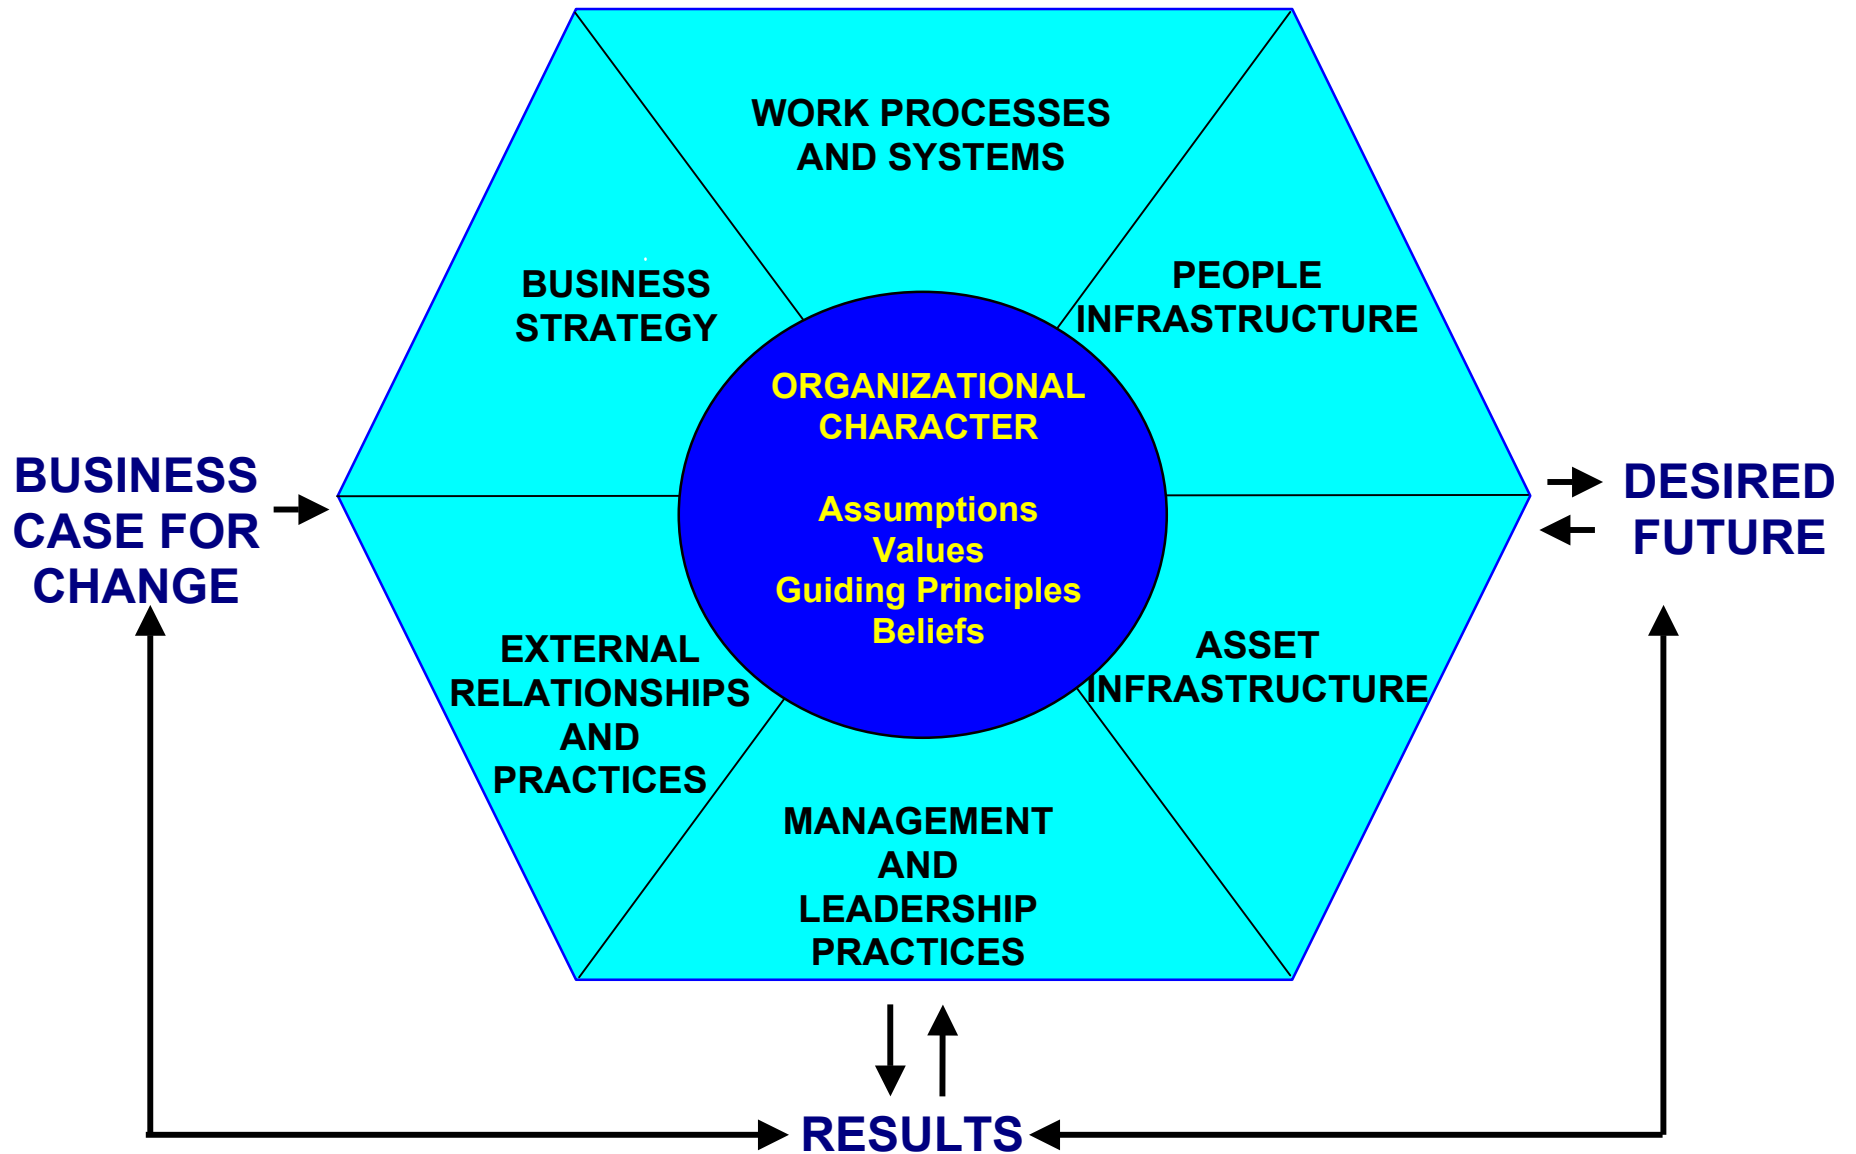 WORK PROCESSES
AND SYSTEMS
BUSINESS
STRATEGY
PEOPLE
INFRASTRUCTURE
ORGANIZATIONAL
CHARACTER
Assumptions
Values
Guiding Principles
Beliefs
BUSINESS
CASE FOR
CHANGE
DESIRED
FUTURE
EXTERNAL
RELATIONSHIPS
AND
PRACTICES
ASSET
INFRASTRUCTURE
MANAGEMENT
AND
LEADERSHIP
PRACTICES
RESULTS